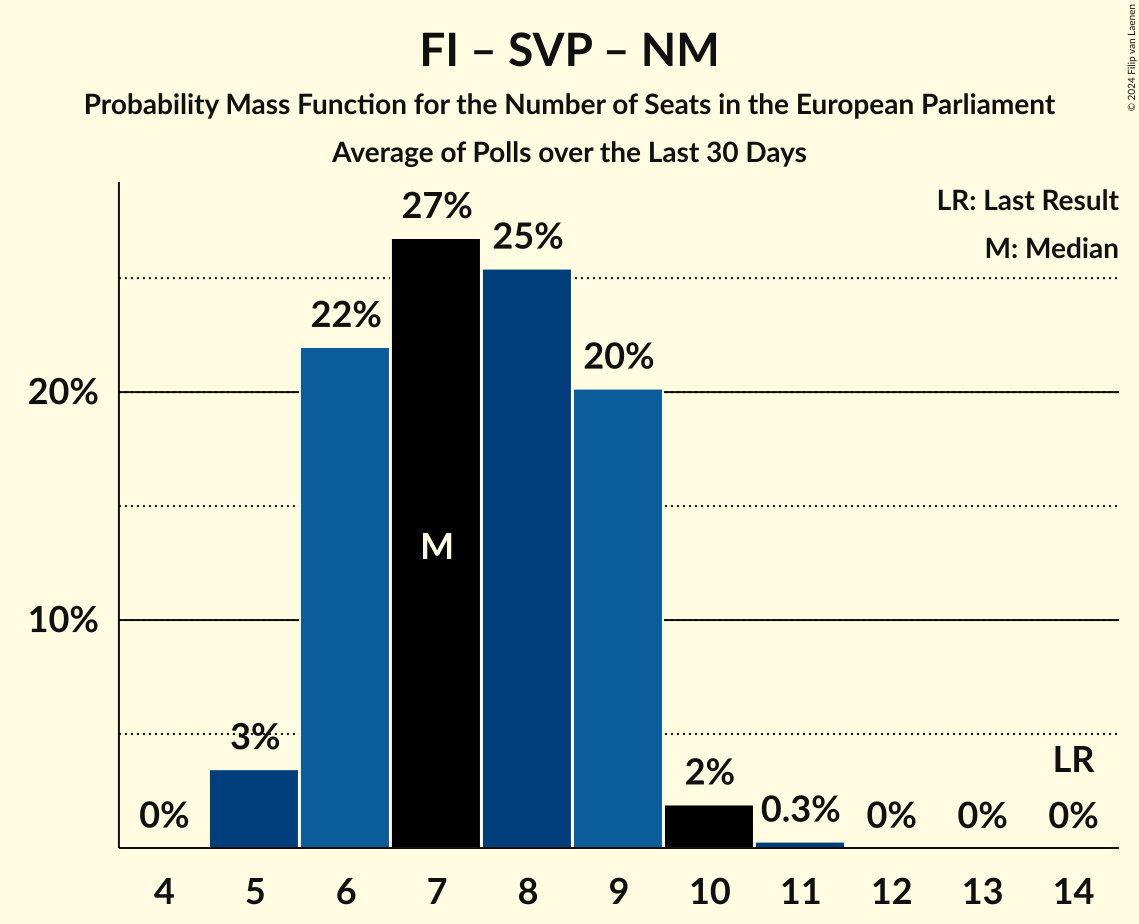 FI – SVP – NM
Probability Mass Function for the Number of Seats in the European Parliament
Average of Polls over the Last 30 Days
© 2024 Filip van Laenen
LR: Last Result
M: Median
27%
25%
22%
20%
3%
2%
0.3%
0%
0%
0%
0%
LR
M
20%
10%
4 5 6 7 8 9 10 11 12 13 14